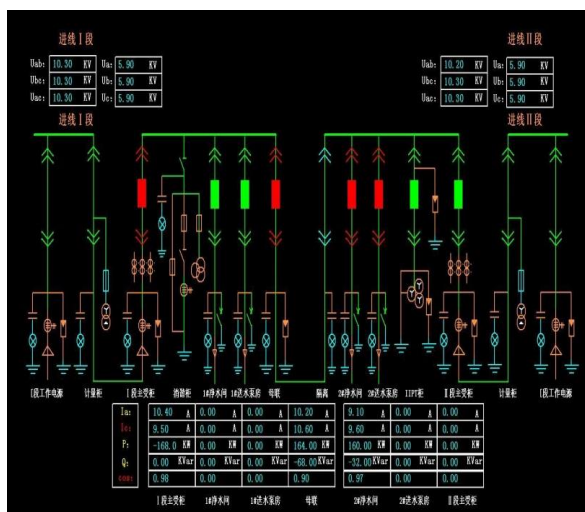 进线Ⅰ段
进线Ⅱ段
Uab: 10.30 KV Ua: 5.90 KV
Ubc: 10.30 KV Ub: 5.90 KV
Uac: 10.30 KV Uc: 5.90 KV
Uab: 10.20 KV Ua: 5.90 KV
Ubc: 10.30 KV Ub: 5.90 KV
Uac: 10.30 KV Uc: 5.90 KV
进线Ⅰ段
进线Ⅱ段
Ⅰ段工作电源 计量柜 Ⅰ段主受柜 消谐柜 1#净水间 1#送水泵房 母联 隔离 2#净水间 2#送水泵房 IIPT柜 Ⅱ段主受柜 计量柜 Ⅰ段工作电源
Ia: 10.40 A 0.00 A 0.00 A 10.20 A 9.10 A 0.00 A 0.00 A
Ic: 9.50 A 0.00 A 0.00 A 10.60 A 9.60 A 0.00 A 0.00 A
P: -168.0 KW 0.00 KW 0.00 KW 164.00 KW 160.00 KW 0.00 KW 0.00 KW
Q: 0.00 KVar 0.00 KVar 0.00 KVar -68.00 KVar -32.00 KVar 0.00 KVar 0.00 KVar
cos: 0.98 0.00 0.00 0.90 0.97 0.00 0.00
Ⅰ段主受柜 1#净水间 1#送水泵房 母联 2#净水间 2#送水泵房 Ⅱ段主受柜